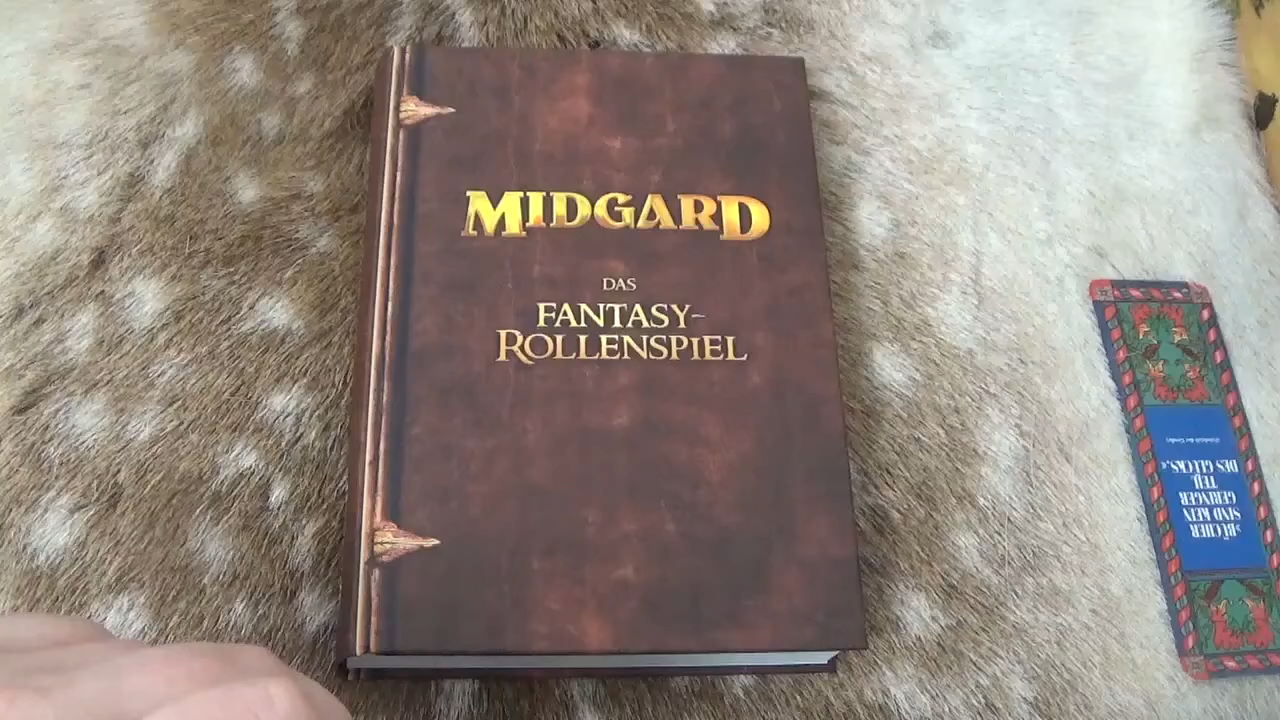 MIDGARD
DAS
FANTASY-
ROLLENSPIEL
»BÜCHER
SIND KEIN
GERINGER
TEIL
DES GLÜCKS.«